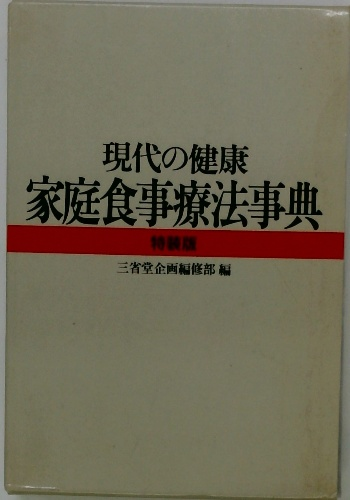 現代の健康
家庭食事療法事典
特装版
三省堂企画編修部 編